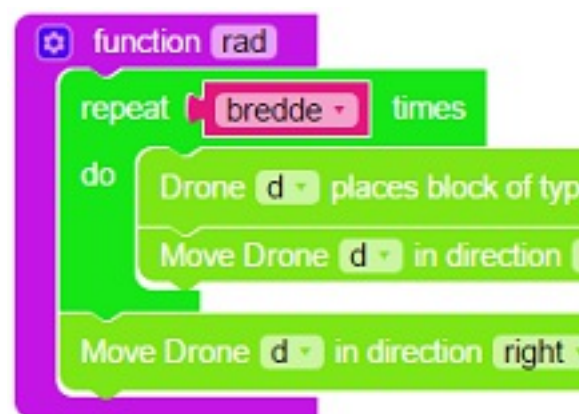 function rad
repeat bredde times
do
Drone d places block of typ
Move Drone d in direction
Move Drone d in direction right